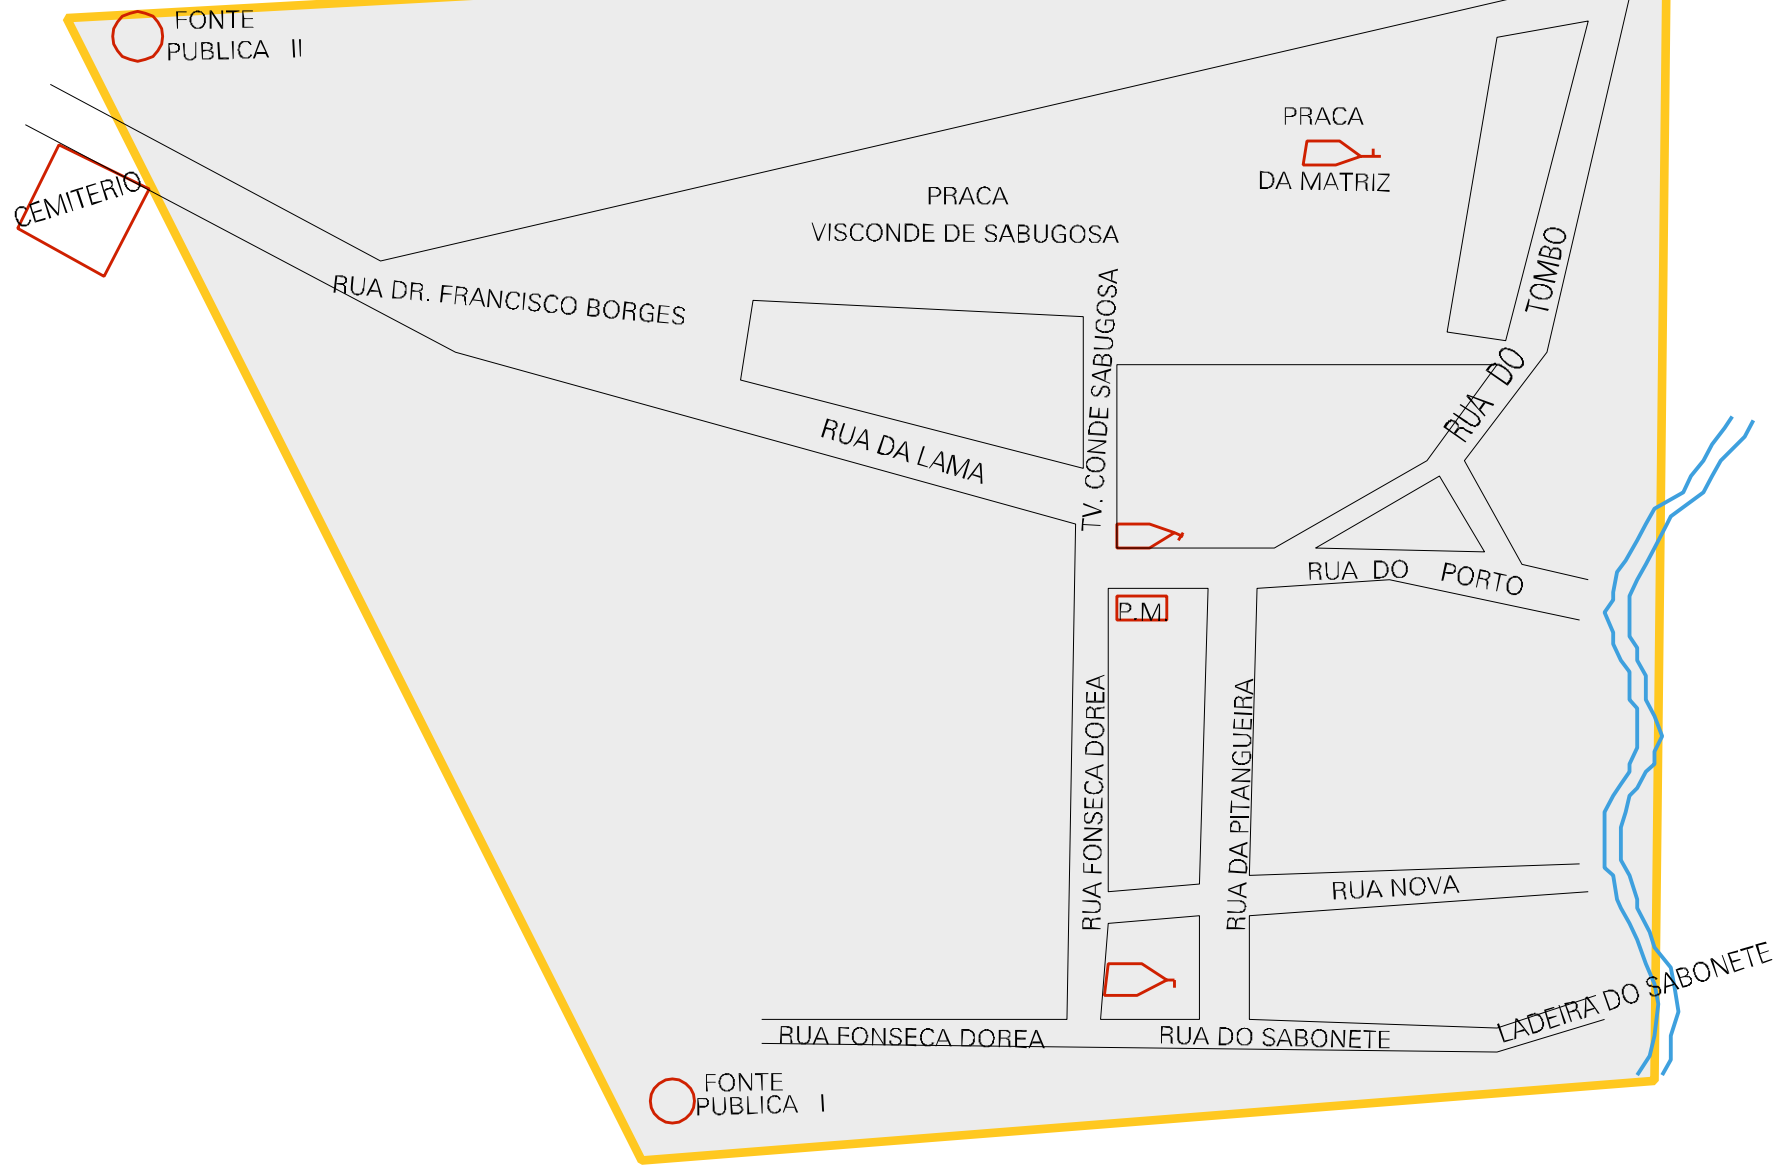 FONTE
PUBLICA II
PRACA
DA MATRIZ
CEMITERIO
PRACA
VISCONDE DE SABUGOSA
RUA DR. FRANCISCO BORGES
TV. CONDE SABUGOSA
RUA DO TOMBO
RUA DA LAMA
RUA DO PORTO
P.M.
RUA FONSECA DOREA
RUA DA PITANGUEIRA
RUA NOVA
LADEIRA DO SABONETE
RUA FONSECA DOREA
RUA DO SABONETE
FONTE
PUBLICA I